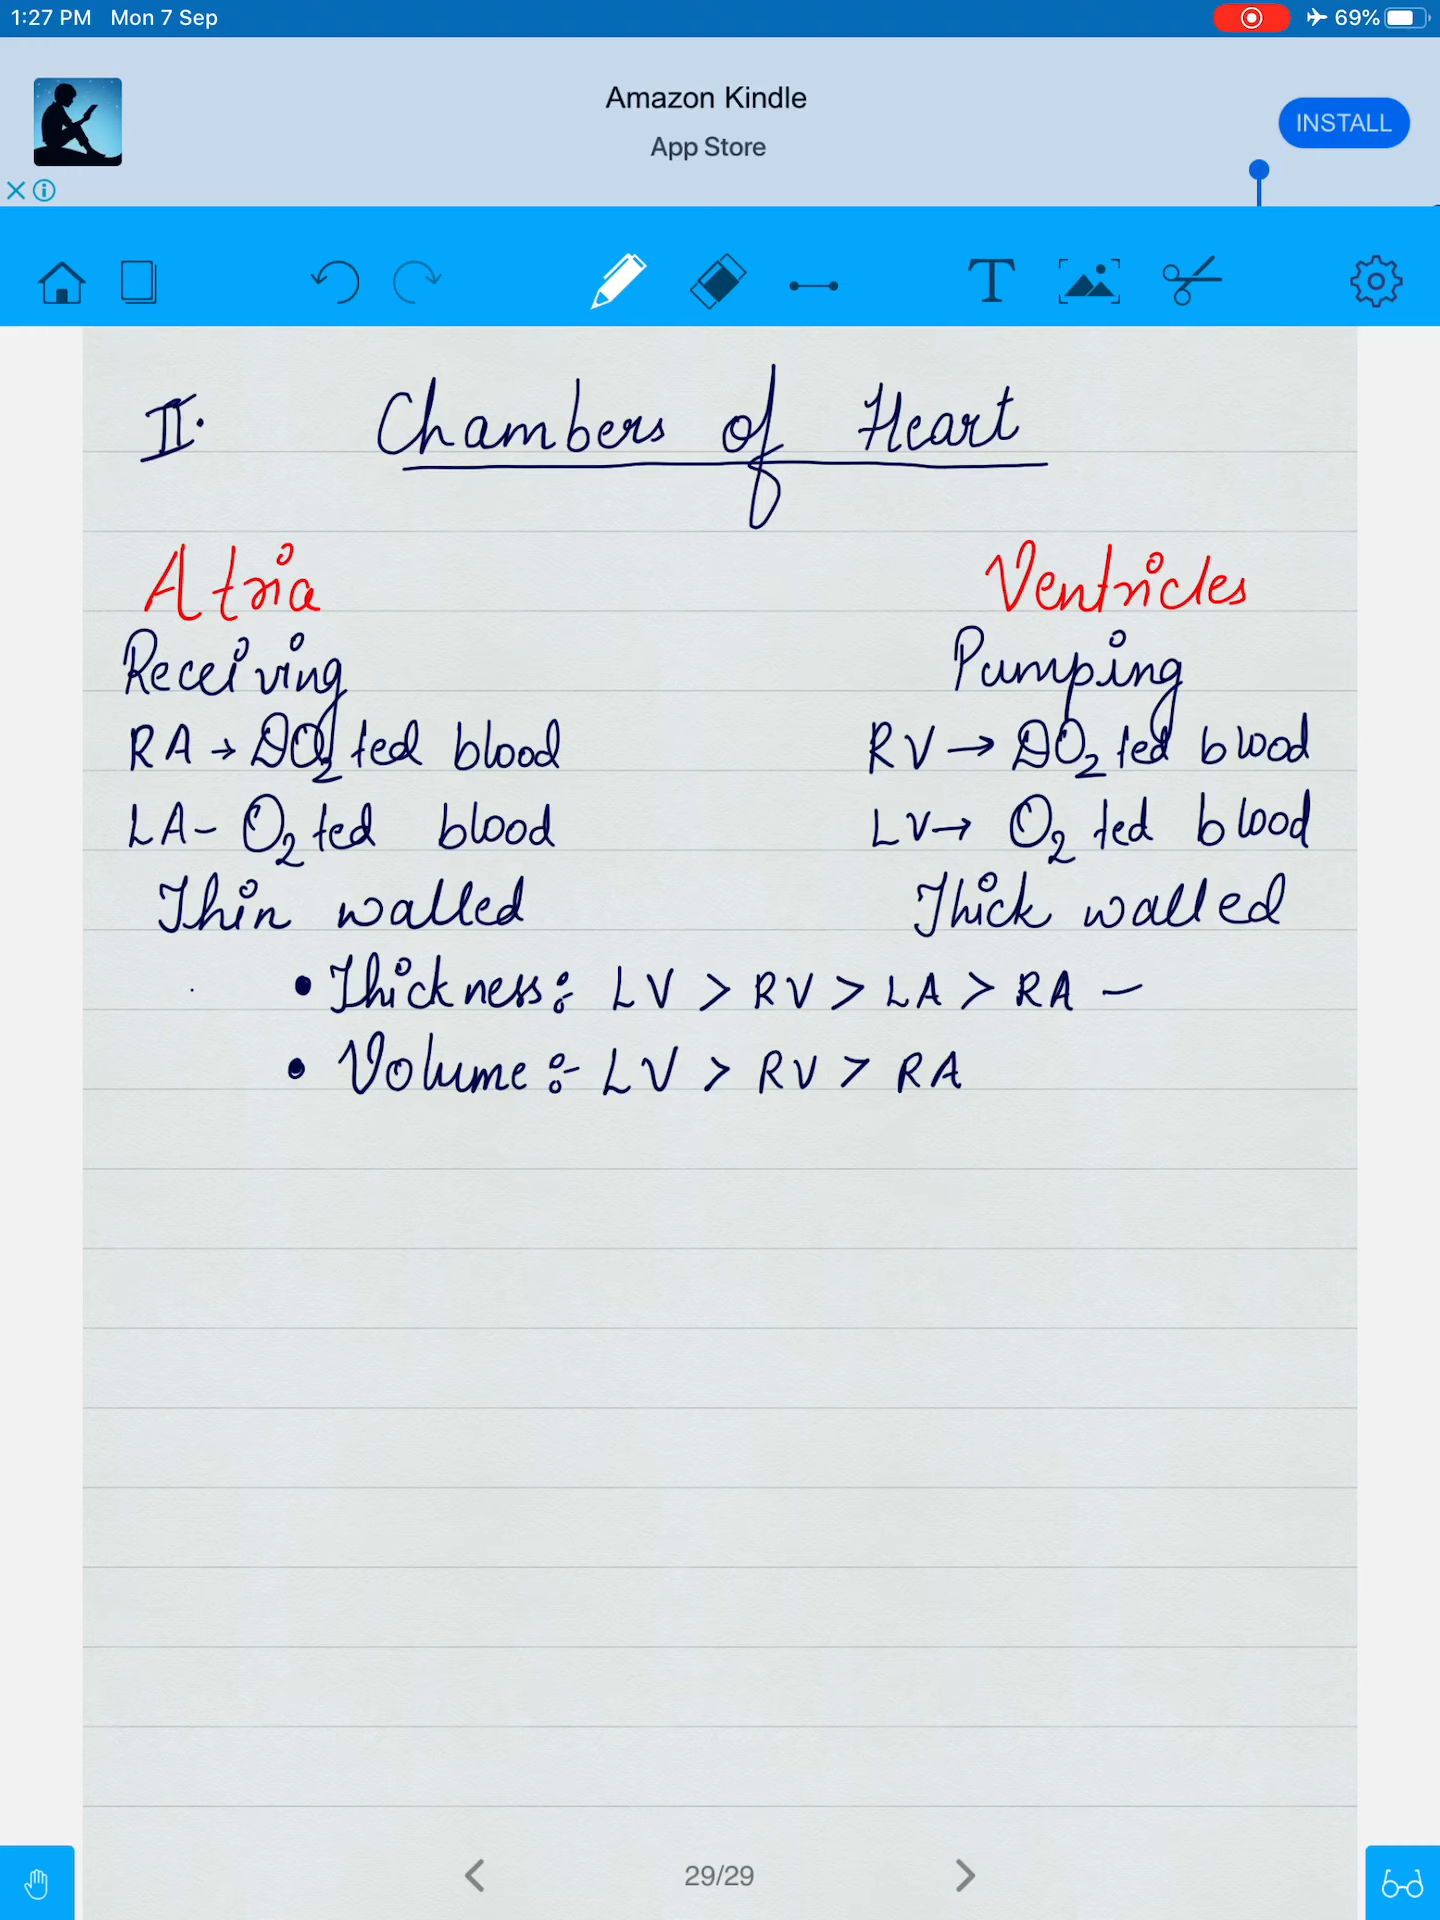 1:27 PM Mon 7 Sep 69%
Amazon Kindle
App Store
INSTALL
T
II. Chambers of Heart
Atria Ventricles
Receiving Pumping
RA → DO2ted blood RV → DO2 ted blood
LA - O2 ted blood LV → O2 ted blood
Thin walled Thick walled
• Thickness:- LV > RV > LA > RA -
• Volume:- LV > RV > RA
29/29